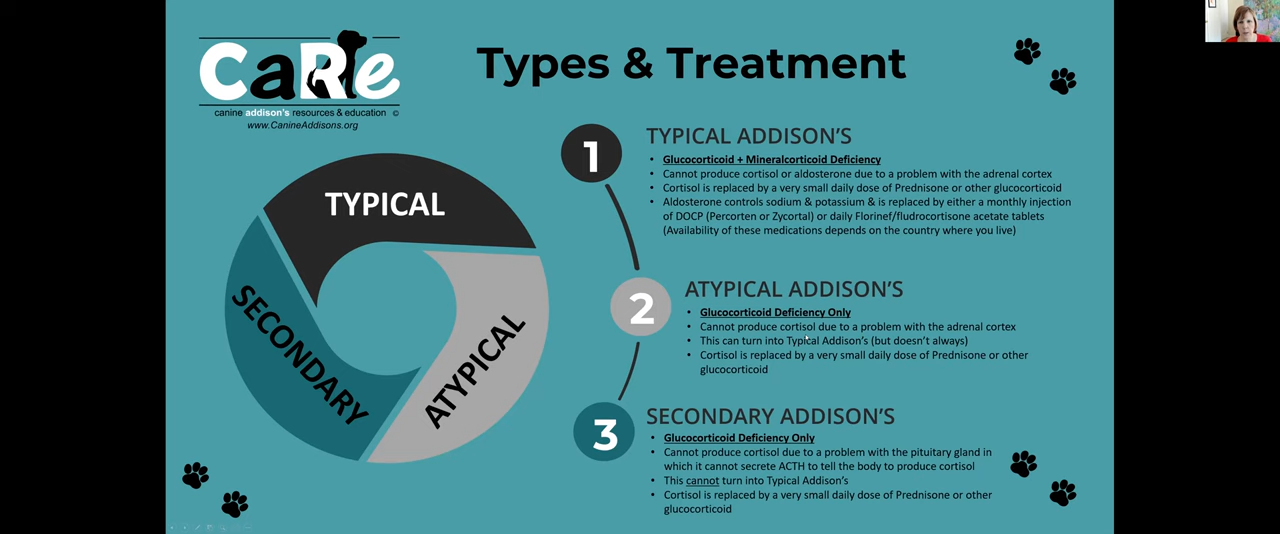 CaRe
canine addison's resources & education ©
www.CanineAddisons.org
Types & Treatment
TYPICAL
ATYPICAL
SECONDARY
1
TYPICAL ADDISON'S
• Glucocorticoid + Mineralcorticoid Deficiency
• Cannot produce cortisol or aldosterone due to a problem with the adrenal cortex
• Cortisol is replaced by a very small daily dose of Prednisone or other glucocorticoid
• Aldosterone controls sodium & potassium & is replaced by either a monthly injection
of DOCP (Percorten or Zycortal) or daily Florinef/fludrocortisone acetate tablets
(Availability of these medications depends on the country where you live)
2
ATYPICAL ADDISON'S
• Glucocorticoid Deficiency Only
• Cannot produce cortisol due to a problem with the adrenal cortex
• This can turn into Typical Addison's (but doesn't always)
• Cortisol is replaced by a very small daily dose of Prednisone or other
glucocorticoid
3
SECONDARY ADDISON'S
• Glucocorticoid Deficiency Only
• Cannot produce cortisol due to a problem with the pituitary gland in
which it cannot secrete ACTH to tell the body to produce cortisol
• This cannot turn into Typical Addison's
• Cortisol is replaced by a very small daily dose of Prednisone or other
glucocorticoid